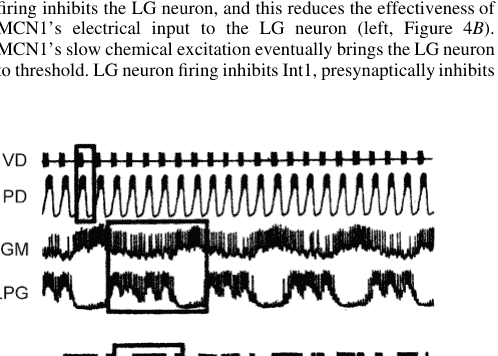 firing inhibits the LG neuron, and this reduces the effectiveness of
MCN1's electrical input to the LG neuron (left, Figure 4B).
MCN1's slow chemical excitation eventually brings the LG neuron
to threshold. LG neuron firing inhibits Int1, presynaptically inhibits
VD
PD
GM
LPG